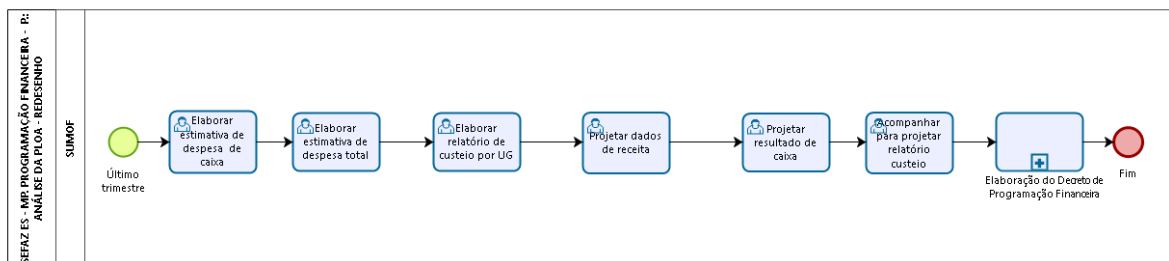 SEFAZ ES - MP. PROGRAMAÇÃO FINANCEIRA - P.:
ANÁLISE DA PLOA - REDESENHO
SUMOF
Último
trimestre
Elaborar
estimativa de
despesa de
caixa
Elaborar
estimativa de
despesa total
Elaborar
relatório de
custeio por UG
Projetar dados
de receita
Projetar
resultado de
caixa
Acompanhar
para projetar
relatório
custeio
Elaboração do Decreto de
Programação Financeira
Fim